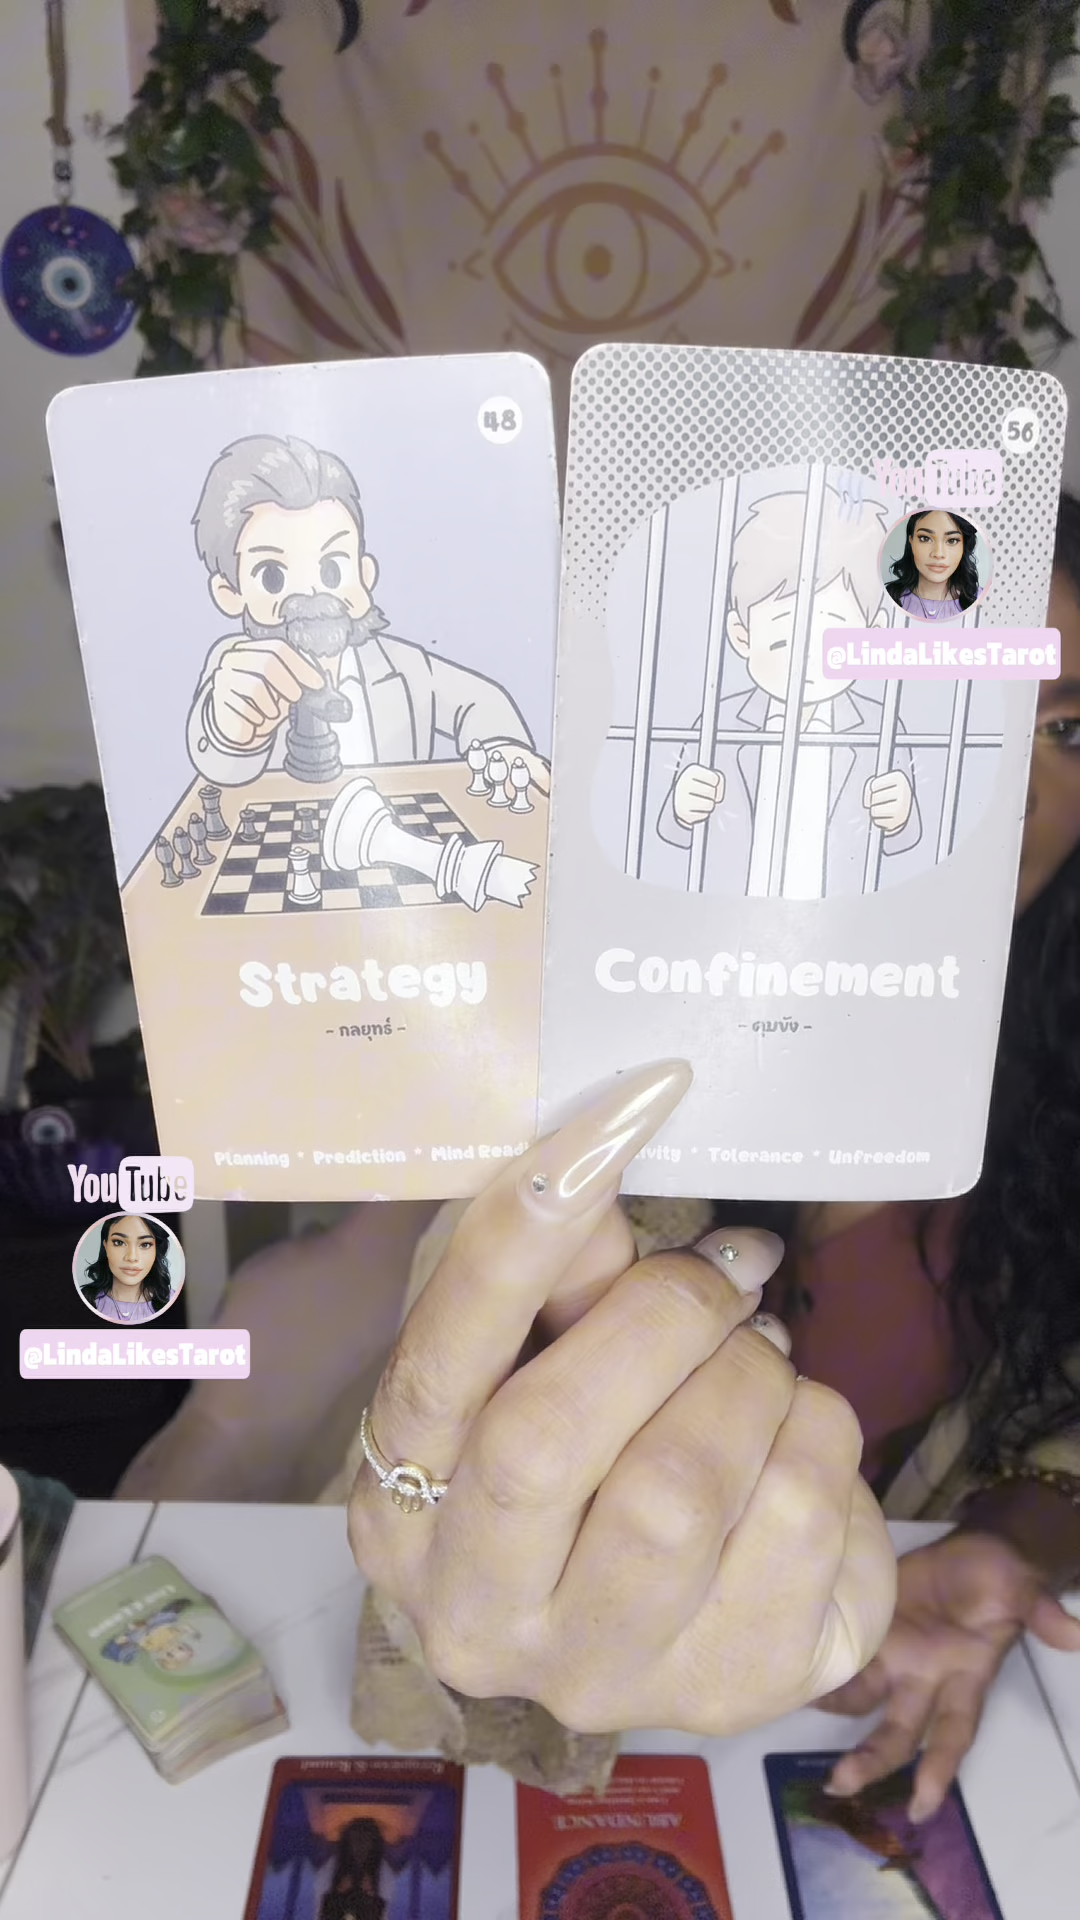 48
56
YouTube
@LindaLikesTarot
Strategy
- กลยุทธ์ -
Planning * Prediction * Mind Readi
Confinement
- คุมขัง -
ivity * Tolerance * Unfreedom
YouTube
@LindaLikesTarot
ABUNDANCE